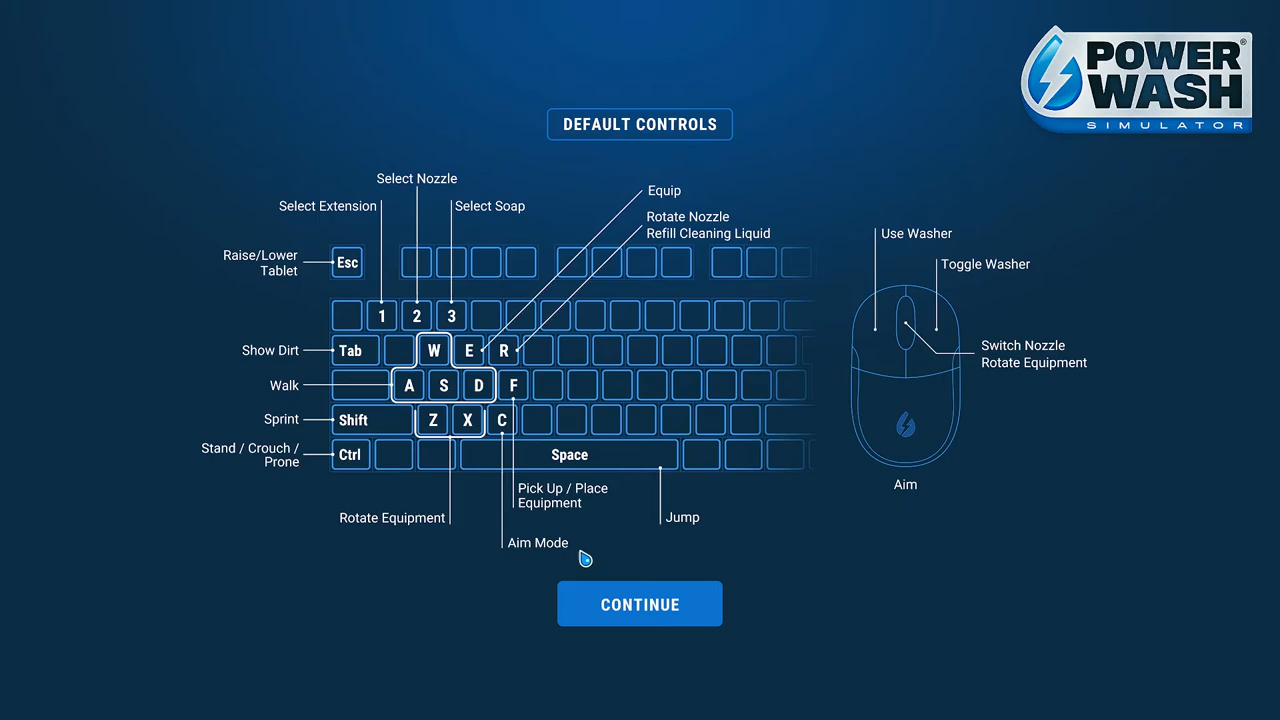 POWER®
WASH
SIMULATOR
DEFAULT CONTROLS
Select Nozzle
Select Extension
Select Soap
Equip
Rotate Nozzle
Refill Cleaning Liquid
Raise/Lower
Tablet
Esc
1 2 3
Show Dirt
Tab W E R
Walk
A S D F
Sprint
Shift Z X C
Stand / Crouch /
Prone
Ctrl Space
Pick Up / Place
Equipment
Rotate Equipment
Jump
Aim Mode
Use Washer
Toggle Washer
Switch Nozzle
Rotate Equipment
Aim
CONTINUE